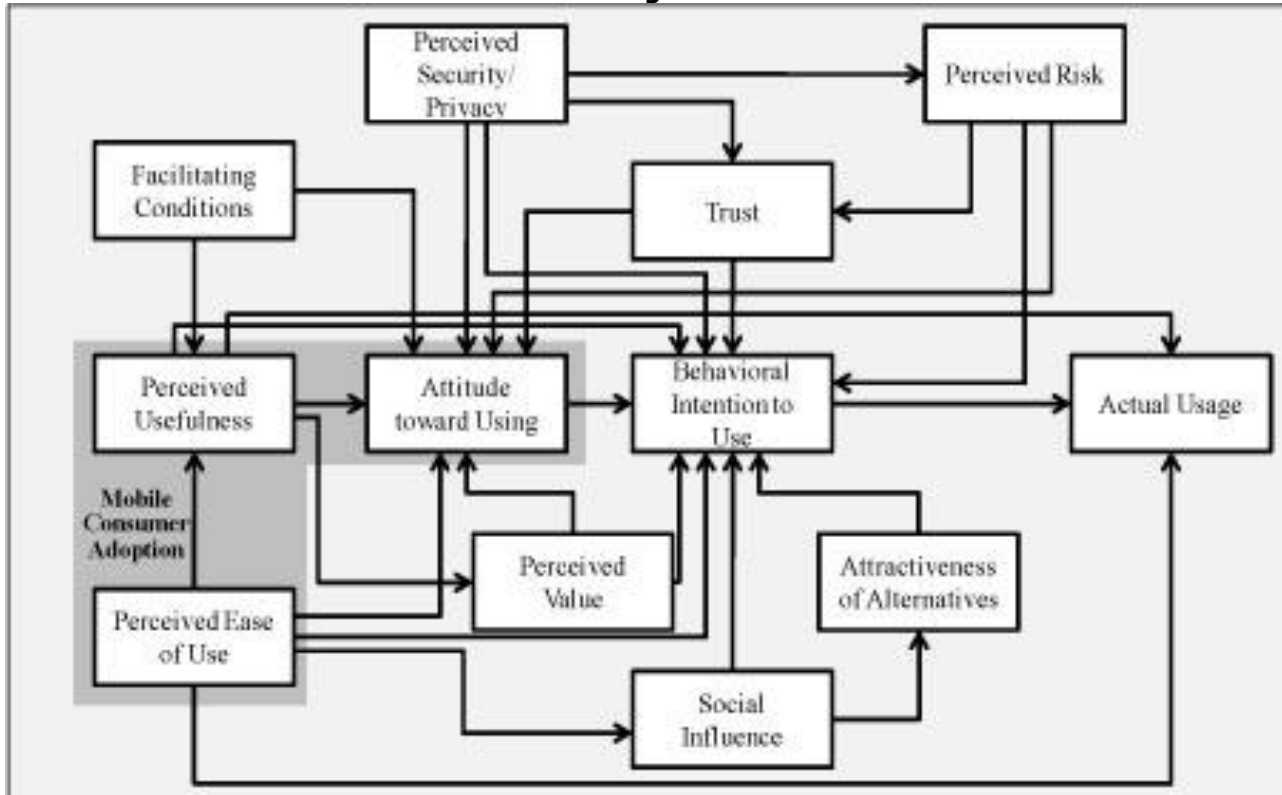 Perceived
Security/
Privacy
Perceived Risk
Facilitating
Conditions
Trust
Perceived
Usefulness
Attitude
toward Using
Behavioral
Intention to
Use
Actual Usage
Mobile
Consumer
Adoption
Perceived
Value
Attractiveness
of Alternatives
Perceived Ease
of Use
Social
Influence